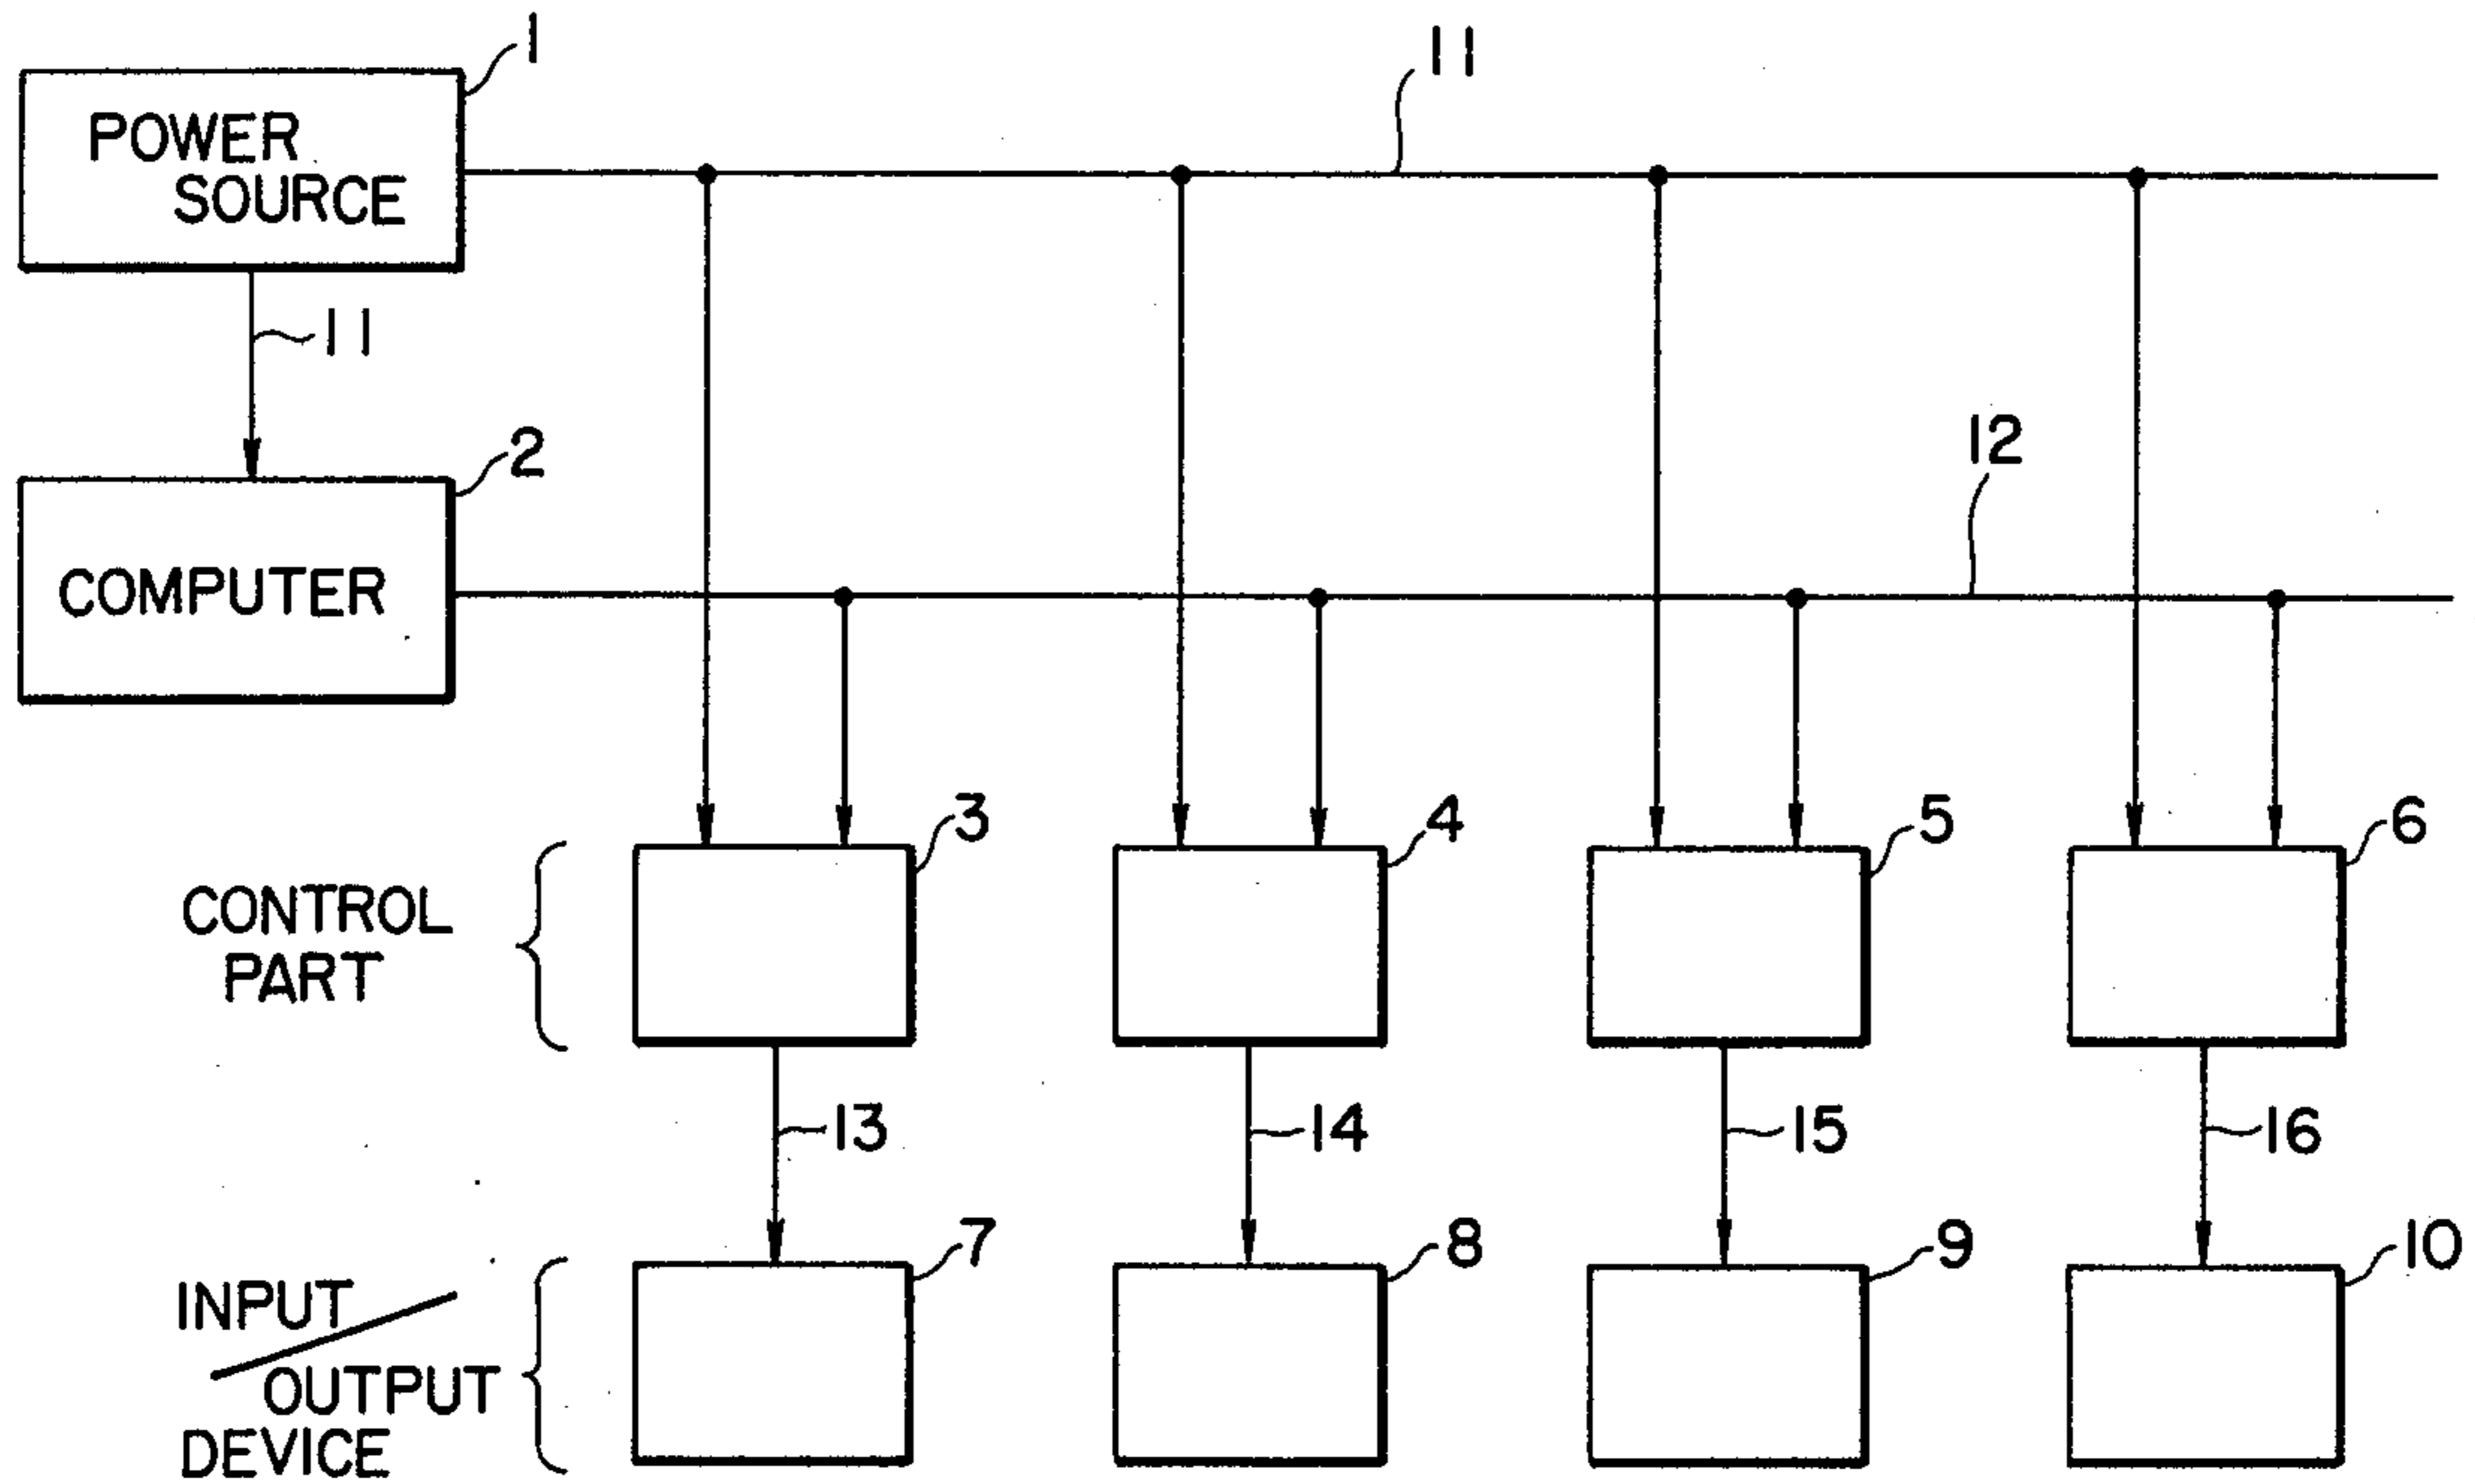 1
11
POWER
SOURCE
11
2
12
COMPUTER
3
4
5
6
CONTROL
PART
13
14
15
16
7
8
9
10
INPUT
/OUTPUT
DEVICE